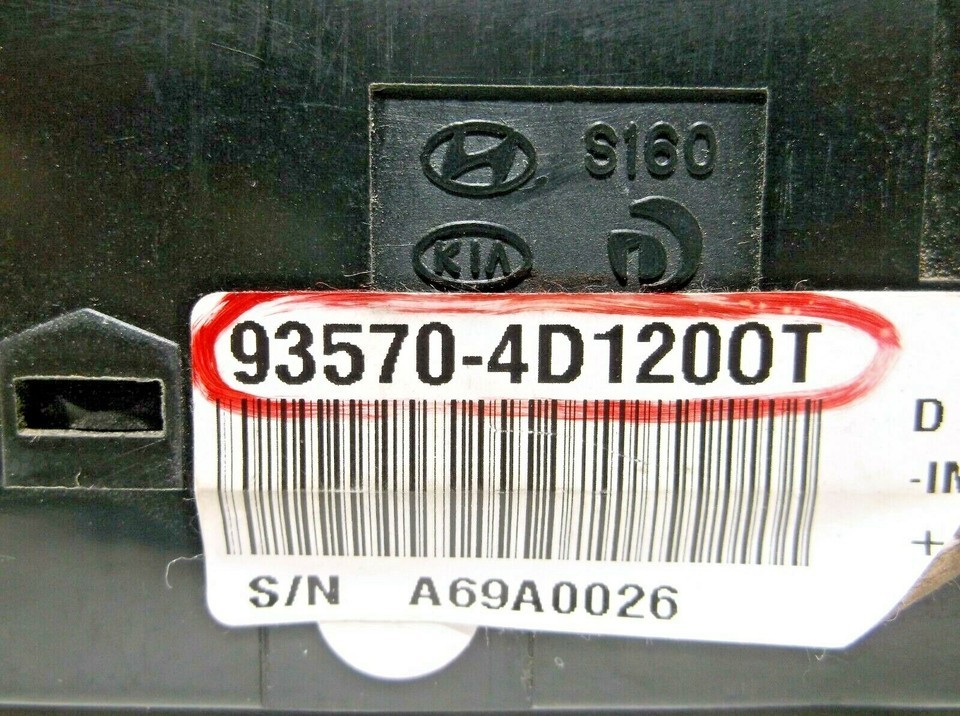 S160
KIA
93570-4D1200T
D
-IN
+
S/N A69A0026